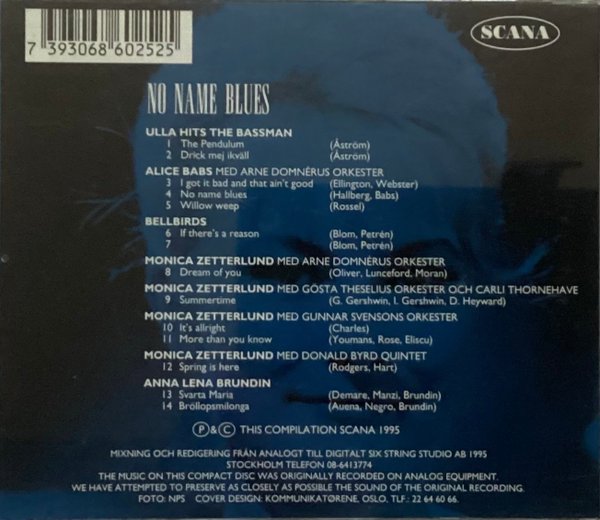 7 393068 602525
SCANA
NO NAME BLUES
ULLA HITS THE BASSMAN
1 The Pendulum (Åström)
2 Drick mej ikväll (Åström)
ALICE BABS MED ARNE DOMNÉRUS ORKESTER
3 I got it bad and that ain't good (Ellington, Webster)
4 No name blues (Hallberg, Babs)
5 Willow weep (Rossel)
BELLBIRDS
6 If there's a reason (Blom, Petrén)
7 (Blom, Petrén)
MONICA ZETTERLUND MED ARNE DOMNÉRUS ORKESTER
8 Dream of you (Oliver, Lunceford, Moran)
MONICA ZETTERLUND MED GÖSTA THESELIUS ORKESTER OCH CARLI THORNEHAVE
9 Summertime (G. Gershwin, I. Gershwin, D. Heyward)
MONICA ZETTERLUND MED GUNNAR SVENSONS ORKESTER
10 It's allright (Charles)
11 More than you know (Youmans, Rose, Eliscu)
MONICA ZETTERLUND MED DONALD BYRD QUINTET
12 Spring is here (Rodgers, Hart)
ANNA LENA BRUNDIN
13 Svarta Maria (Demare, Manzi, Brundin)
14 Bröllopsmilonga (Auena, Negro, Brundin)
Ⓟ&Ⓒ THIS COMPILATION SCANA 1995
MIXNING OCH REDIGERING FRÅN ANALOGT TILL DIGITALT SIX STRING STUDIO AB 1995
STOCKHOLM TELEFON 08-6413774
THE MUSIC ON THIS COMPACT DISC WAS ORIGINALLY RECORDED ON ANALOG EQUIPMENT.
WE HAVE ATTEMPTED TO PRESERVE AS CLOSELY AS POSSIBLE THE SOUND OF THE ORIGINAL RECORDING.
FOTO: NPS COVER DESIGN: KOMMUNIKATØRENE, OSLO, TLF.: 22 64 60 66.